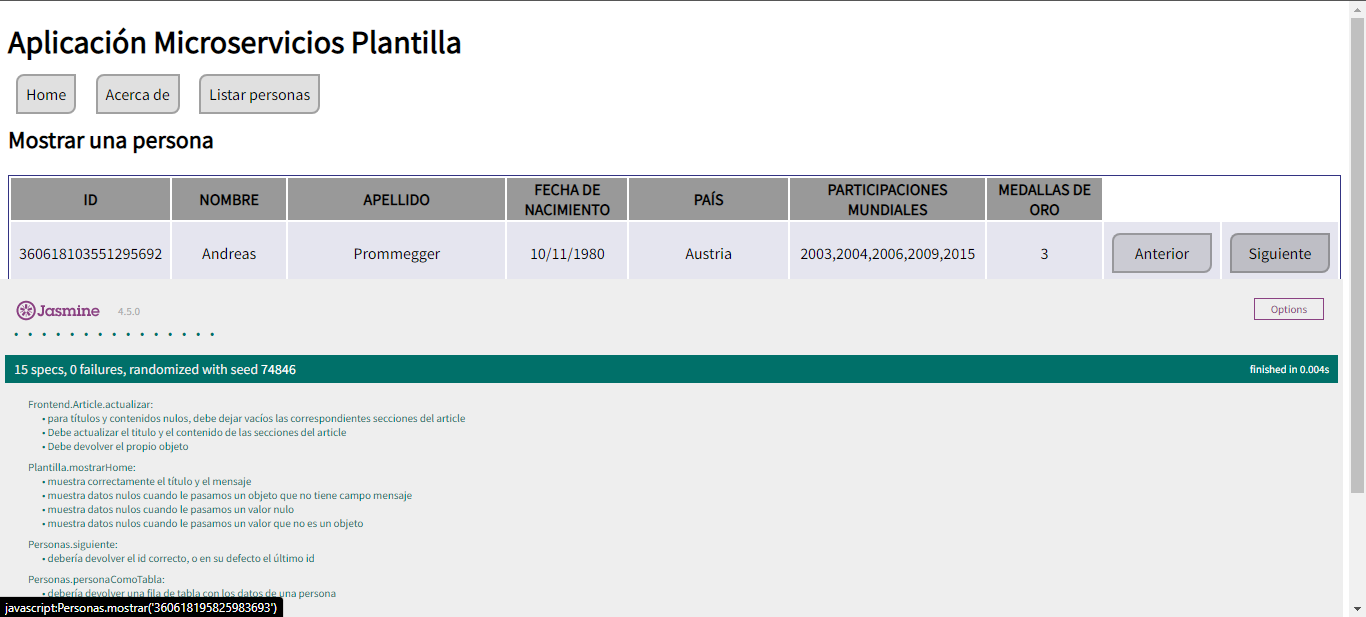 Aplicación Microservicios Plantilla
Home Acerca de Listar personas
Mostrar una persona
ID NOMBRE APELLIDO FECHA DE NACIMIENTO PAÍS PARTICIPACIONES MUNDIALES MEDALLAS DE ORO
360618103551295692 Andreas Prommegger 10/11/1980 Austria 2003,2004,2006,2009,2015 3 Anterior Siguiente
Jasmine 4.5.0 Options
• • • • • • • • • • • • • • •
15 specs, 0 failures, randomized with seed 74846 finished in 0.004s
Frontend.Article.actualizar:
• para títulos y contenidos nulos, debe dejar vacíos las correspondientes secciones del article
• Debe actualizar el titulo y el contenido de las secciones del article
• Debe devolver el propio objeto
Plantilla.mostrarHome:
• muestra correctamente el título y el mensaje
• muestra datos nulos cuando le pasamos un objeto que no tiene campo mensaje
• muestra datos nulos cuando le pasamos un valor nulo
• muestra datos nulos cuando le pasamos un valor que no es un objeto
Personas.siguiente:
• debería devolver el id correcto, o en su defecto el último id
Personas.personaComoTabla:
• debería devolver una fila de tabla con los datos de una persona
javascript:Personas.mostrar('360618195825983693')